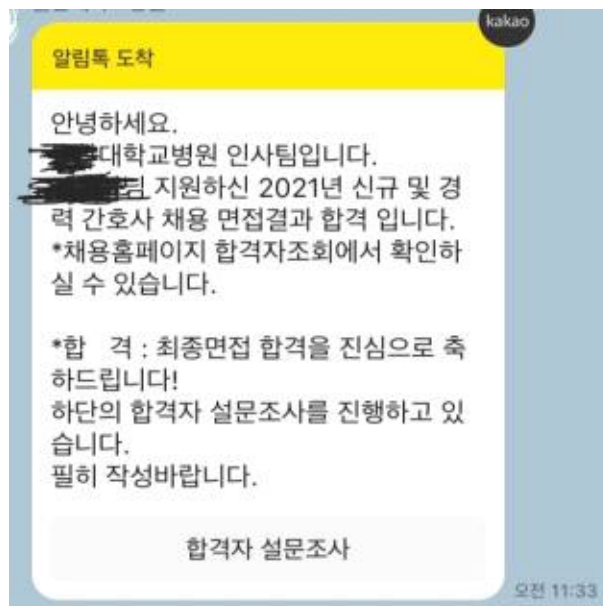 kakao
알림톡 도착
안녕하세요.
대학교병원 인사팀입니다.
님 지원하신 2021년 신규 및 경
력 간호사 채용 면접결과 합격 입니다.
*채용홈페이지 합격자조회에서 확인하
실 수 있습니다.
*합 격 : 최종면접 합격을 진심으로 축
하드립니다!
하단의 합격자 설문조사를 진행하고 있
습니다.
필히 작성바랍니다.
합격자 설문조사
오전 11:33